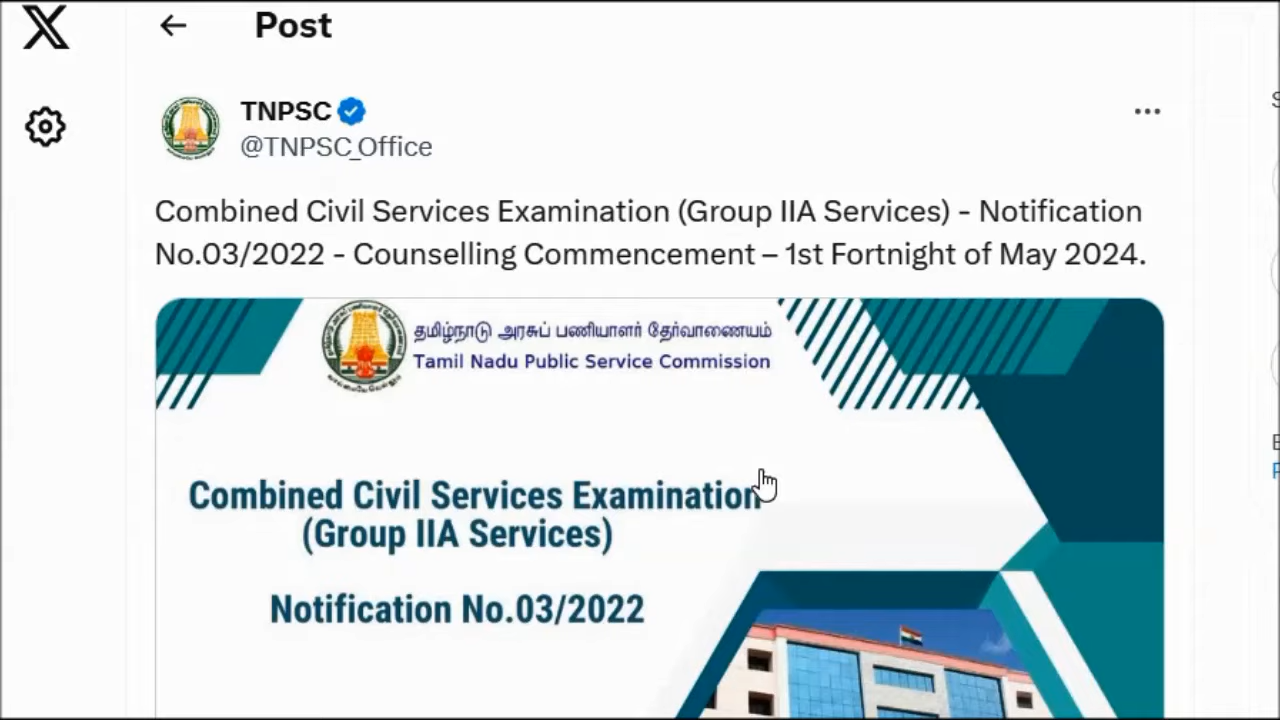 Post
TNPSC
@TNPSC_Office
Combined Civil Services Examination (Group IIA Services) - Notification
No.03/2022 - Counselling Commencement – 1st Fortnight of May 2024.
தமிழ்நாடு அரசுப் பணியாளர் தேர்வாணையம்
Tamil Nadu Public Service Commission
Combined Civil Services Examination
(Group IIA Services)
Notification No.03/2022